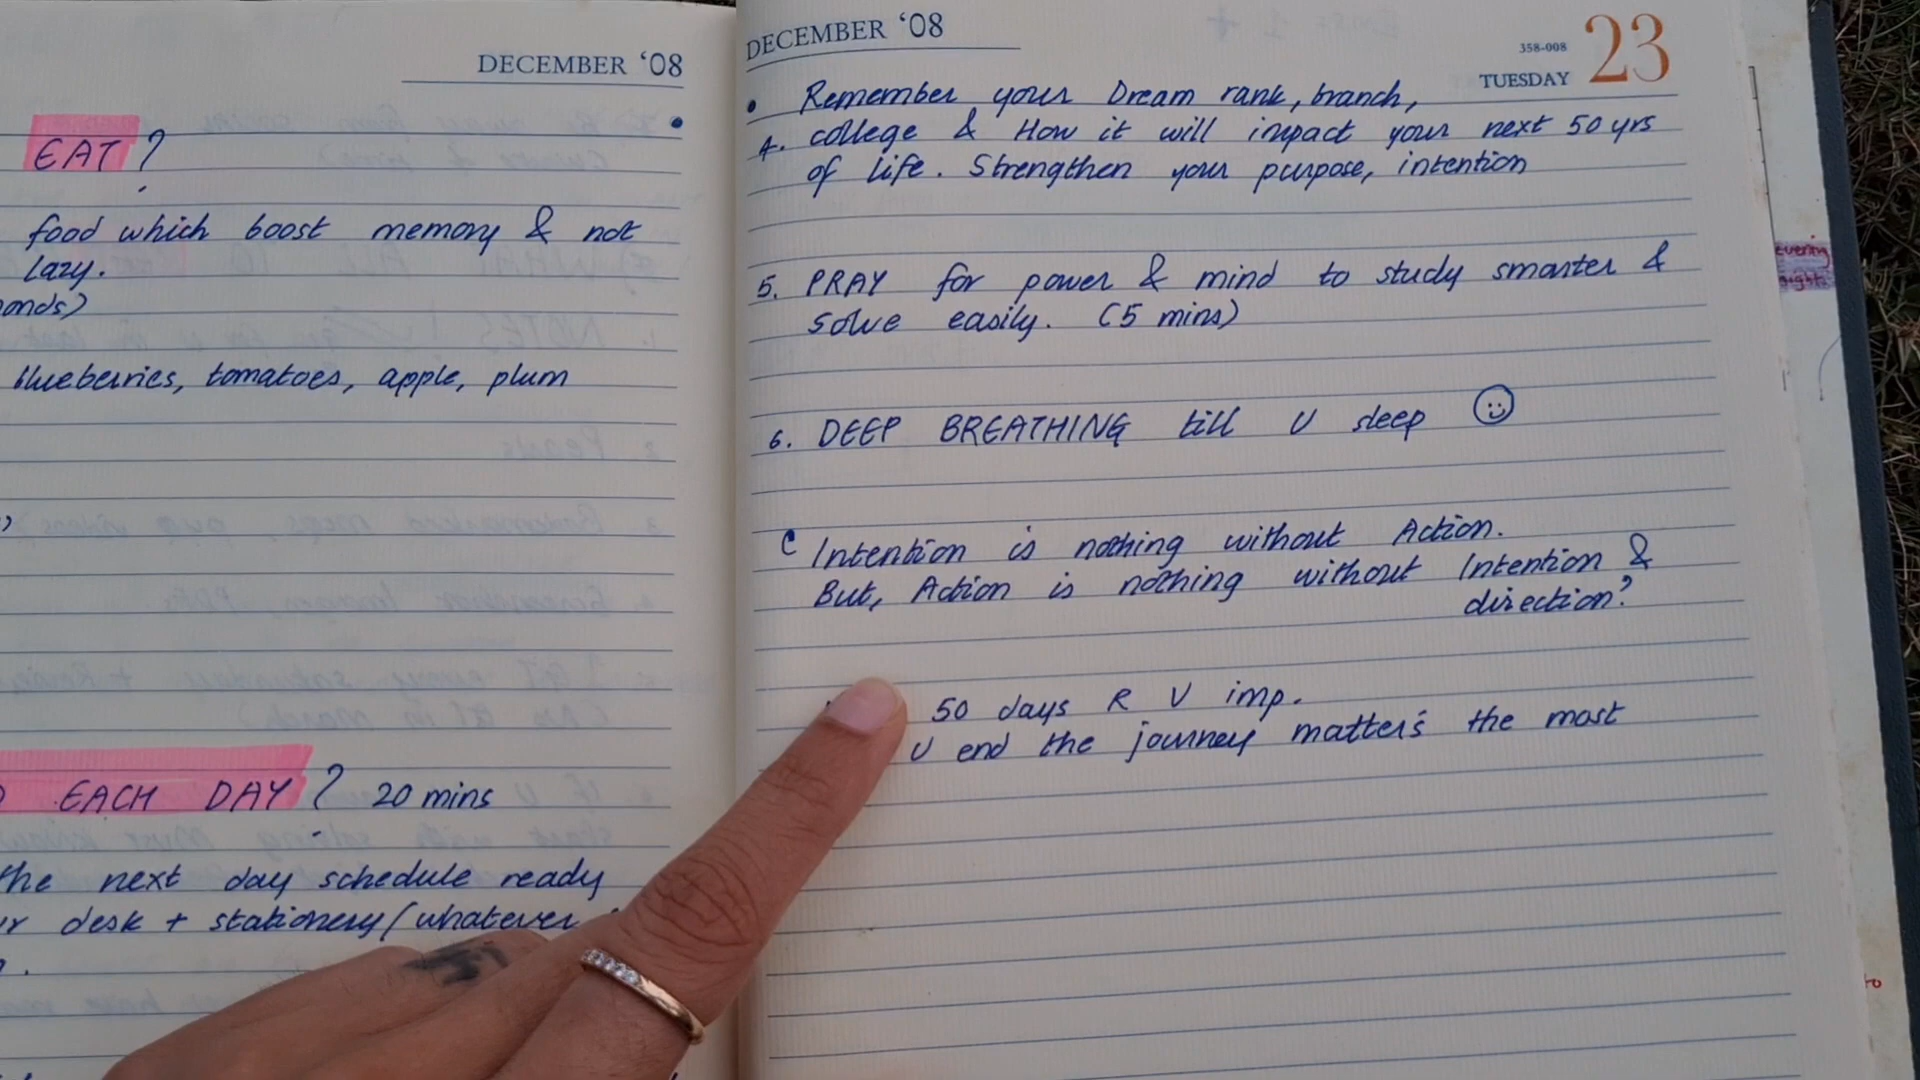 DECEMBER '08
EAT ?
food which boost memory & not
lazy.
onds)
blueberries, tomatoes, apple, plum
EACH DAY ? 20 mins
the next day schedule ready
desk + stationery/(whatever
DECEMBER '08
358-008
TUESDAY
23
• Remember your Dream rank, branch,
4. college & How it will impact your next 50 yrs
of life. Strengthen your purpose, intention
5. PRAY for power & mind to study smarter &
solve easily. (5 mins)
6. DEEP BREATHING till U sleep
Intention is nothing without Action.
But, Action is nothing without Intention &
direction?
50 days R V imp.
U end the journey matter's the most